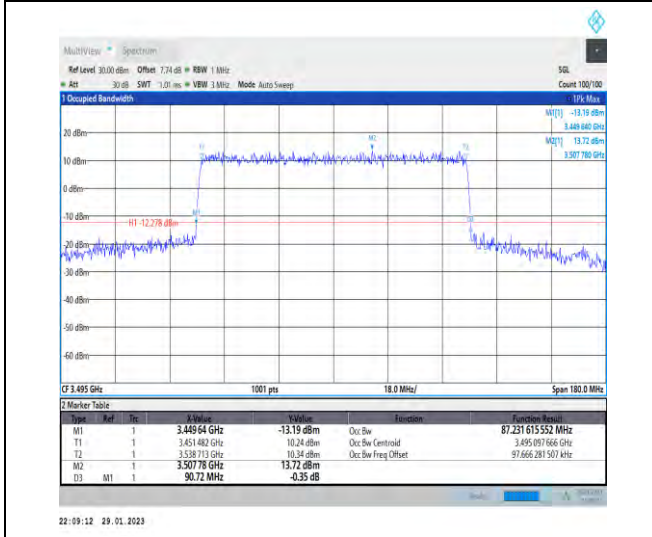 MultiView Spectrum
Ref Level 30.00 dBm Offset 7.74 dB RBW 1 MHz SGL
Att 30 dB SWT 1.01 ms VBW 3 MHz Mode Auto Sweep Count 100/100
1 Occupied Bandwidth 1Pk Max
M1[1] -13.19 dBm
3.449 640 GHz
M2[1] 13.72 dBm
3.507 780 GHz
20 dBm
M2
T1
T2
10 dBm
0 dBm
-10 dBm
M1
H1 -12.278 dBm
D3
-20 dBm
-30 dBm
-40 dBm
-50 dBm
-60 dBm
CF 3.495 GHz 1001 pts 18.0 MHz/ Span 180.0 MHz
2 Marker Table
Type Ref Trc X-Value Y-Value Function Function Result
M1 1 3.449 64 GHz -13.19 dBm Occ Bw 87.231 615 552 MHz
T1 1 3.451 482 GHz 10.24 dBm Occ Bw Centroid 3.495 097 666 GHz
T2 1 3.538 713 GHz 10.34 dBm Occ Bw Freq Offset 97.666 281 507 kHz
M2 1 3.507 78 GHz 13.72 dBm
D3 M1 1 90.72 MHz -0.35 dB
22:09:12 29.01.2023